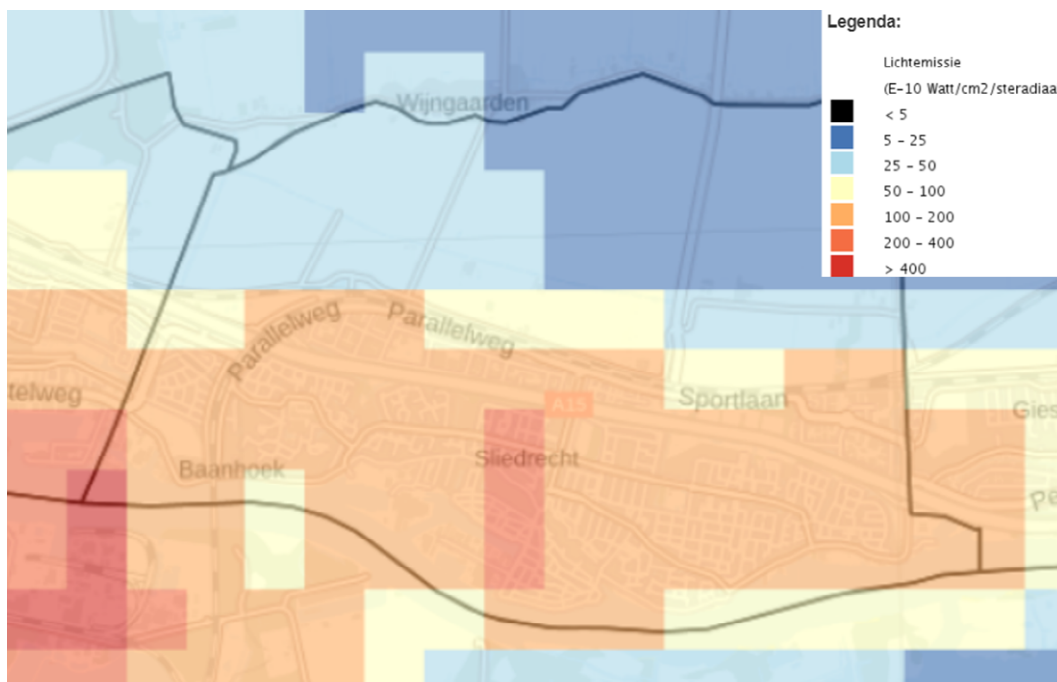 Legenda:
Lichtemissie
(E-10 Watt/cm2/steradiaa
< 5
5 - 25
25 - 50
50 - 100
100 - 200
200 - 400
> 400
Wijngaarden
Parallelweg
Parallelweg
telweg
A15
Sportlaan
Gies
Sliedrecht
Baanhoek
Pe